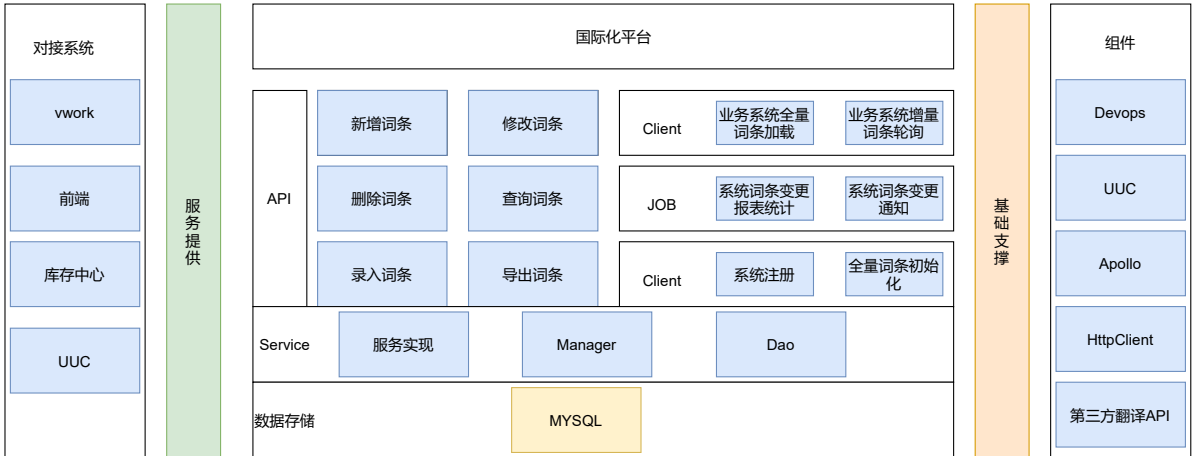 对接系统
vwork
前端
库存中心
UUC
服
务
提
供
国际化平台
API
新增词条
修改词条
删除词条
查询词条
录入词条
导出词条
Client
业务系统全量
词条加载
业务系统增量
词条轮询
JOB
系统词条变更
报表统计
系统词条变更
通知
Client
系统注册
全量词条初始
化
Service
服务实现
Manager
Dao
数据存储
MYSQL
基
础
支
撑
组件
Devops
UUC
Apollo
HttpClient
第三方翻译API